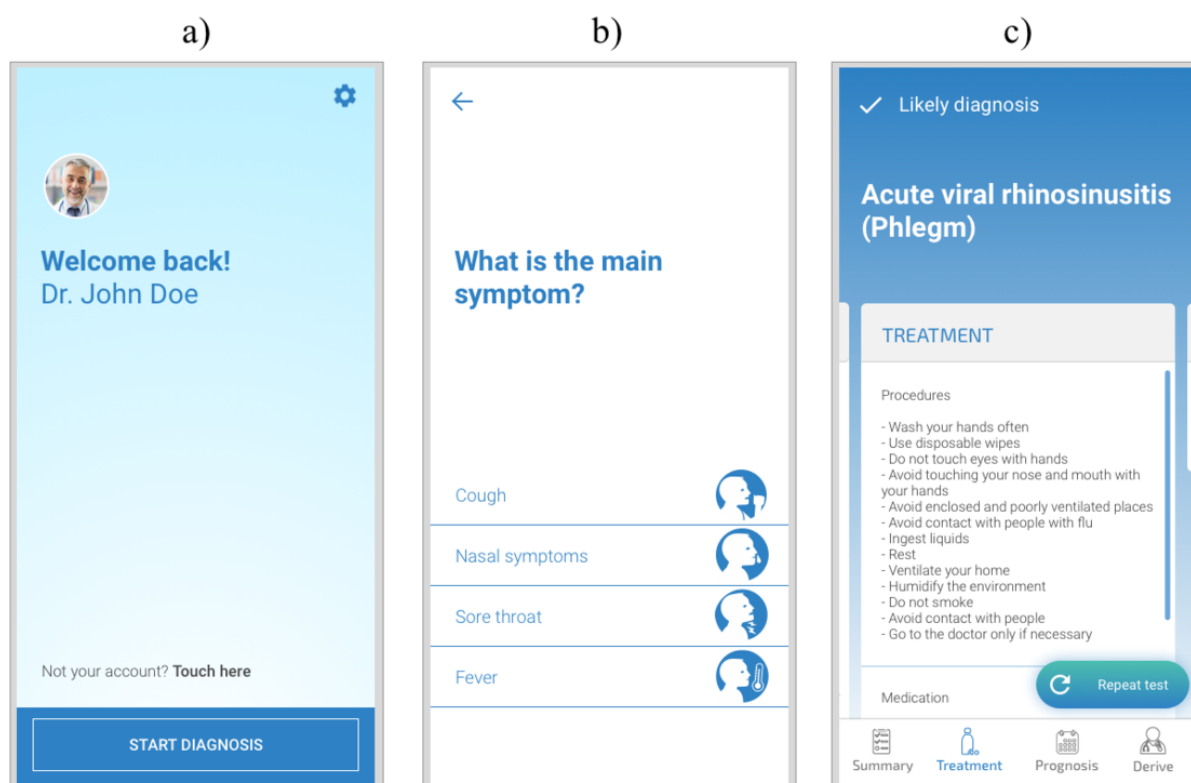 a)
b)
c)
Welcome back!
Dr. John Doe
Not your account? Touch here
START DIAGNOSIS
What is the main
symptom?
Cough
Nasal symptoms
Sore throat
Fever
Likely diagnosis
Acute viral rhinosinusitis
(Phlegm)
TREATMENT
Procedures
- Wash your hands often
- Use disposable wipes
- Do not touch eyes with hands
- Avoid touching your nose and mouth with
your hands
- Avoid enclosed and poorly ventilated places
- Avoid contact with people with flu
- Ingest liquids
- Rest
- Ventilate your home
- Humidify the environment
- Do not smoke
- Avoid contact with people
- Go to the doctor only if necessary
Repeat test
Medication
Summary
Treatment
Prognosis
Derive